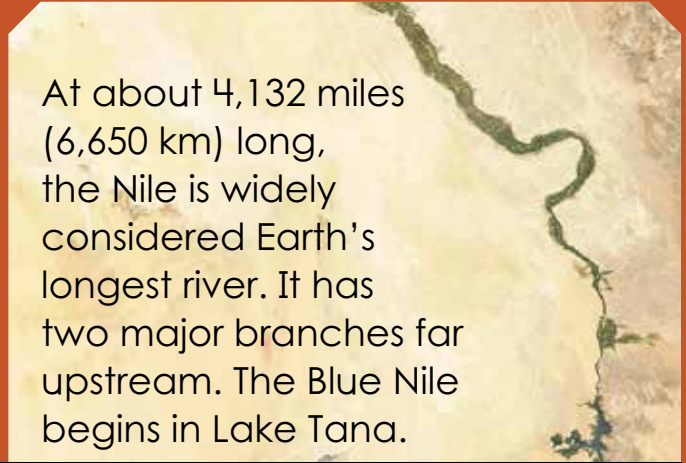 At about 4,132 miles
(6,650 km) long,
the Nile is widely
considered Earth’s
longest river. It has
two major branches far
upstream. The Blue Nile
begins in Lake Tana.